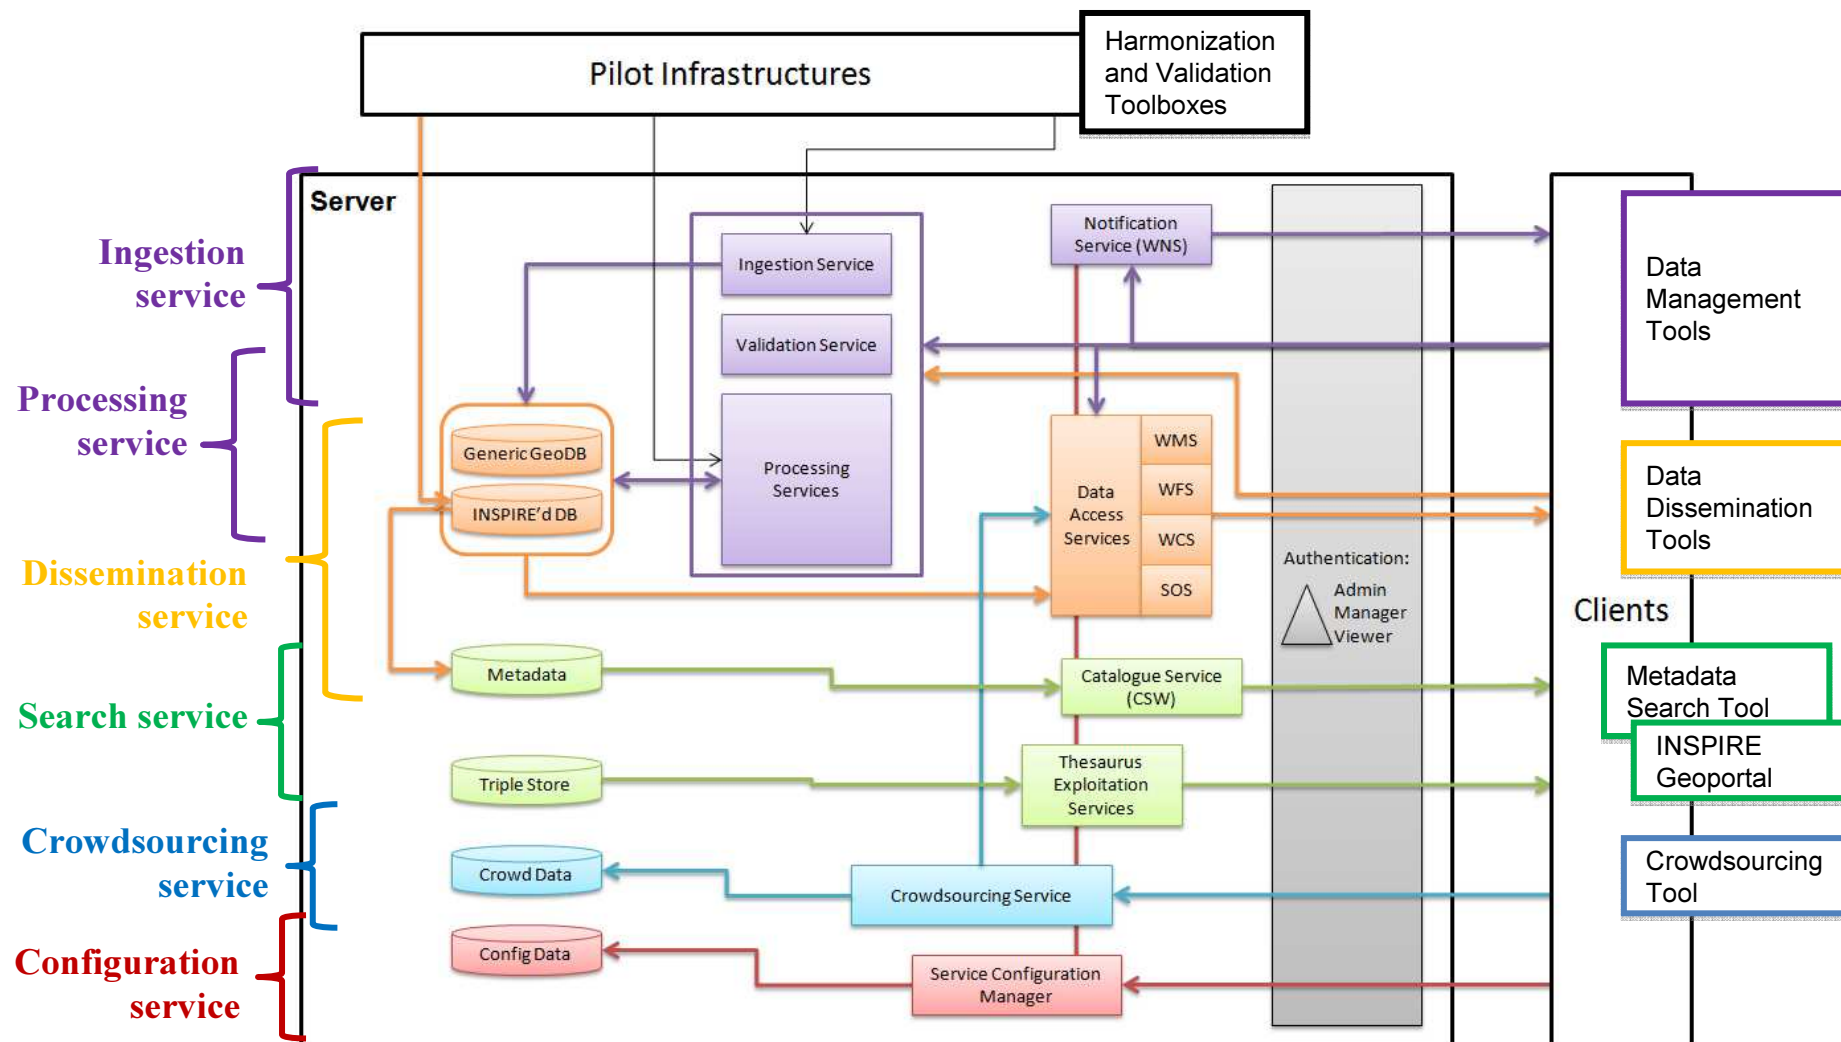 Pilot Infrastructures
Harmonization
and Validation
Toolboxes
Server
Ingestion
service
Processing
service
Dissemination
service
Search service
Crowdsourcing
service
Configuration
service
Ingestion Service
Validation Service
Processing
Services
Generic GeoDB
INSPIRE'd DB
Metadata
Triple Store
Crowd Data
Config Data
Notification
Service (WNS)
Data
Access
Services
WMS
WFS
WCS
SOS
Catalogue Service
(CSW)
Thesaurus
Exploitation
Services
Crowdsourcing Service
Service Configuration
Manager
Authentication:
Admin
Manager
Viewer
Clients
Data
Management
Tools
Data
Dissemination
Tools
Metadata
Search Tool
INSPIRE
Geoportal
Crowdsourcing
Tool